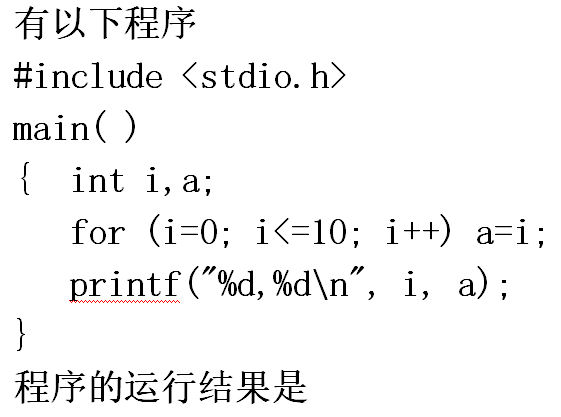 有以下程序
#include <stdio.h>
main( )
{  int i,a;
   for (i=0; i<=10; i++) a=i;
   printf("%d,%d\n", i, a);
}
程序的运行结果是